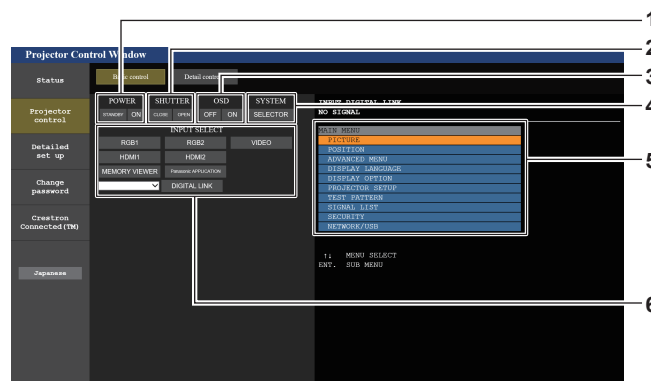 1
Projector Control Window
2
Status
Basic control
Detail control
3
POWER
SHUTTER
OSD
SYSTEM
4
STANDBY ON
CLOSE OPEN
OFF ON
SELECTOR
INPUT DIGITAL LINK
NO SIGNAL
Projector
control
INPUT SELECT
RGB1
RGB2
VIDEO
HDMI1
HDMI2
MEMORY VIEWER
Panasonic APPLICATION
DIGITAL LINK
MAIN MENU
PICTURE
POSITION
ADVANCED MENU
DISPLAY LANGUAGE
DISPLAY OPTION
PROJECTOR SETUP
TEST PATTERN
SIGNAL LIST
SECURITY
NETWORK/USB
5
Detailed
set up
Change
password
Crestron
Connected(TM)
↑↓ MENU SELECT
ENT. SUB MENU
Japanese
6